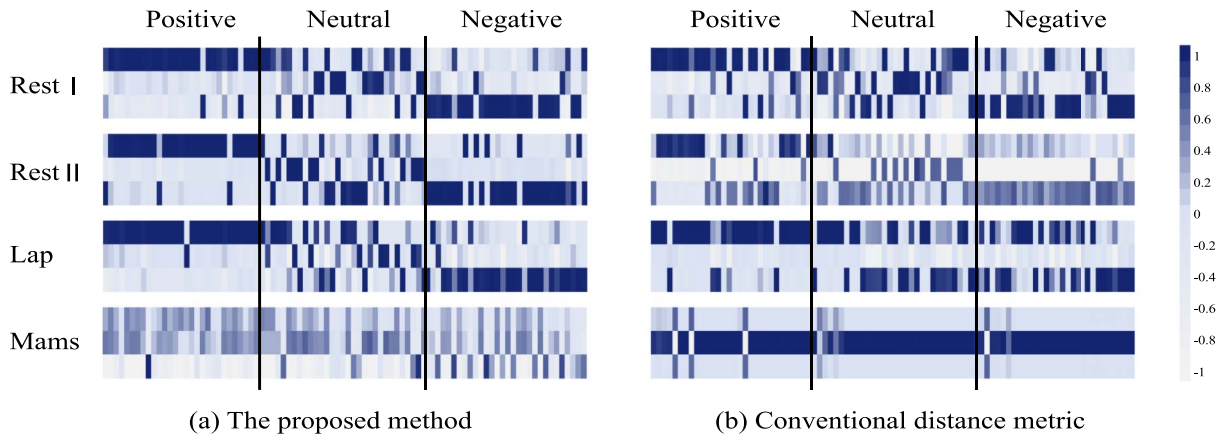 Positive Neutral Negative Positive Neutral Negative
Rest Ⅰ
Rest Ⅱ
Lap
Mams
1
0.8
0.6
0.4
0.2
0
-0.2
-0.4
-0.6
-0.8
-1
(a) The proposed method (b) Conventional distance metric